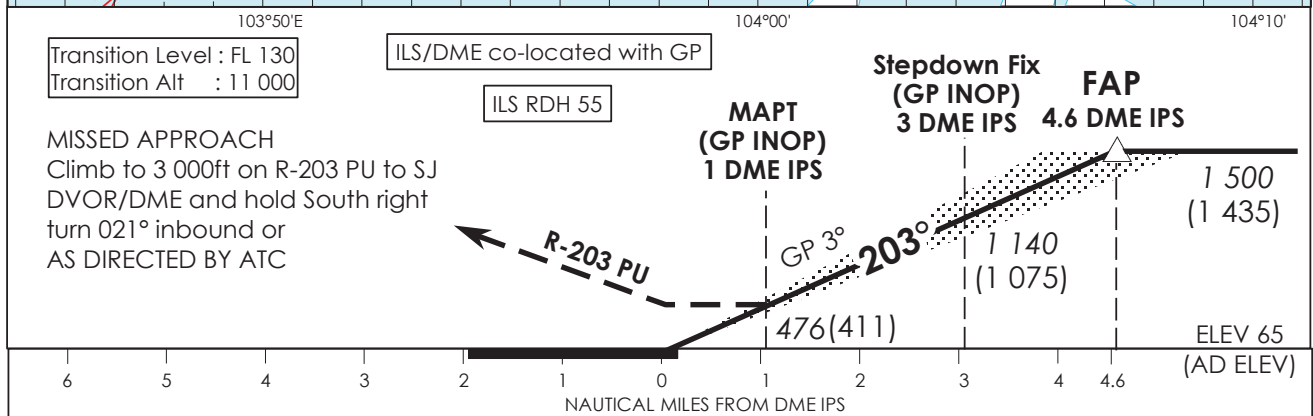 103°50'E
104°00'
104°10'
Transition Level : FL 130
Transition Alt : 11 000
ILS/DME co-located with GP
ILS RDH 55
MISSED APPROACH
Climb to 3 000ft on R-203 PU to SJ
DVOR/DME and hold South right
turn 021° inbound or
AS DIRECTED BY ATC
MAPT
(GP INOP)
1 DME IPS
Stepdown Fix
(GP INOP)
3 DME IPS
FAP
4.6 DME IPS
R-203 PU
GP 3°
203°
1 500
(1 435)
1 140
(1 075)
476(411)
ELEV 65
(AD ELEV)
6 5 4 3 2 1 0 1 2 3 4 4.6
NAUTICAL MILES FROM DME IPS